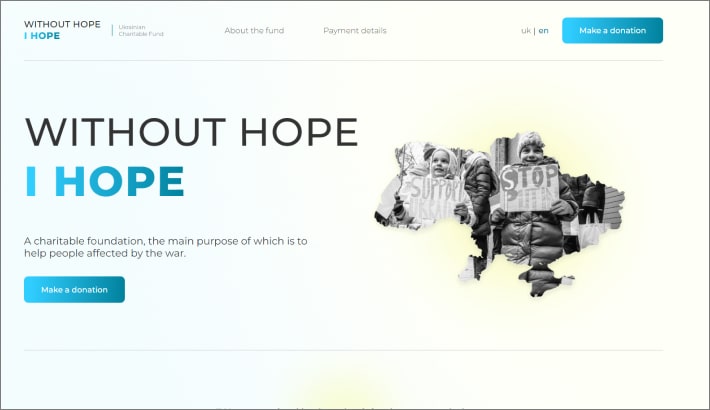 WITHOUT HOPE
I HOPE
Ukrainian
Charitable Fund
About the fund
Payment details
uk | en
Make a donation
WITHOUT HOPE
I HOPE
SUPPORT
STOP
A charitable foundation, the main purpose of which is to
help people affected by the war.
Make a donation